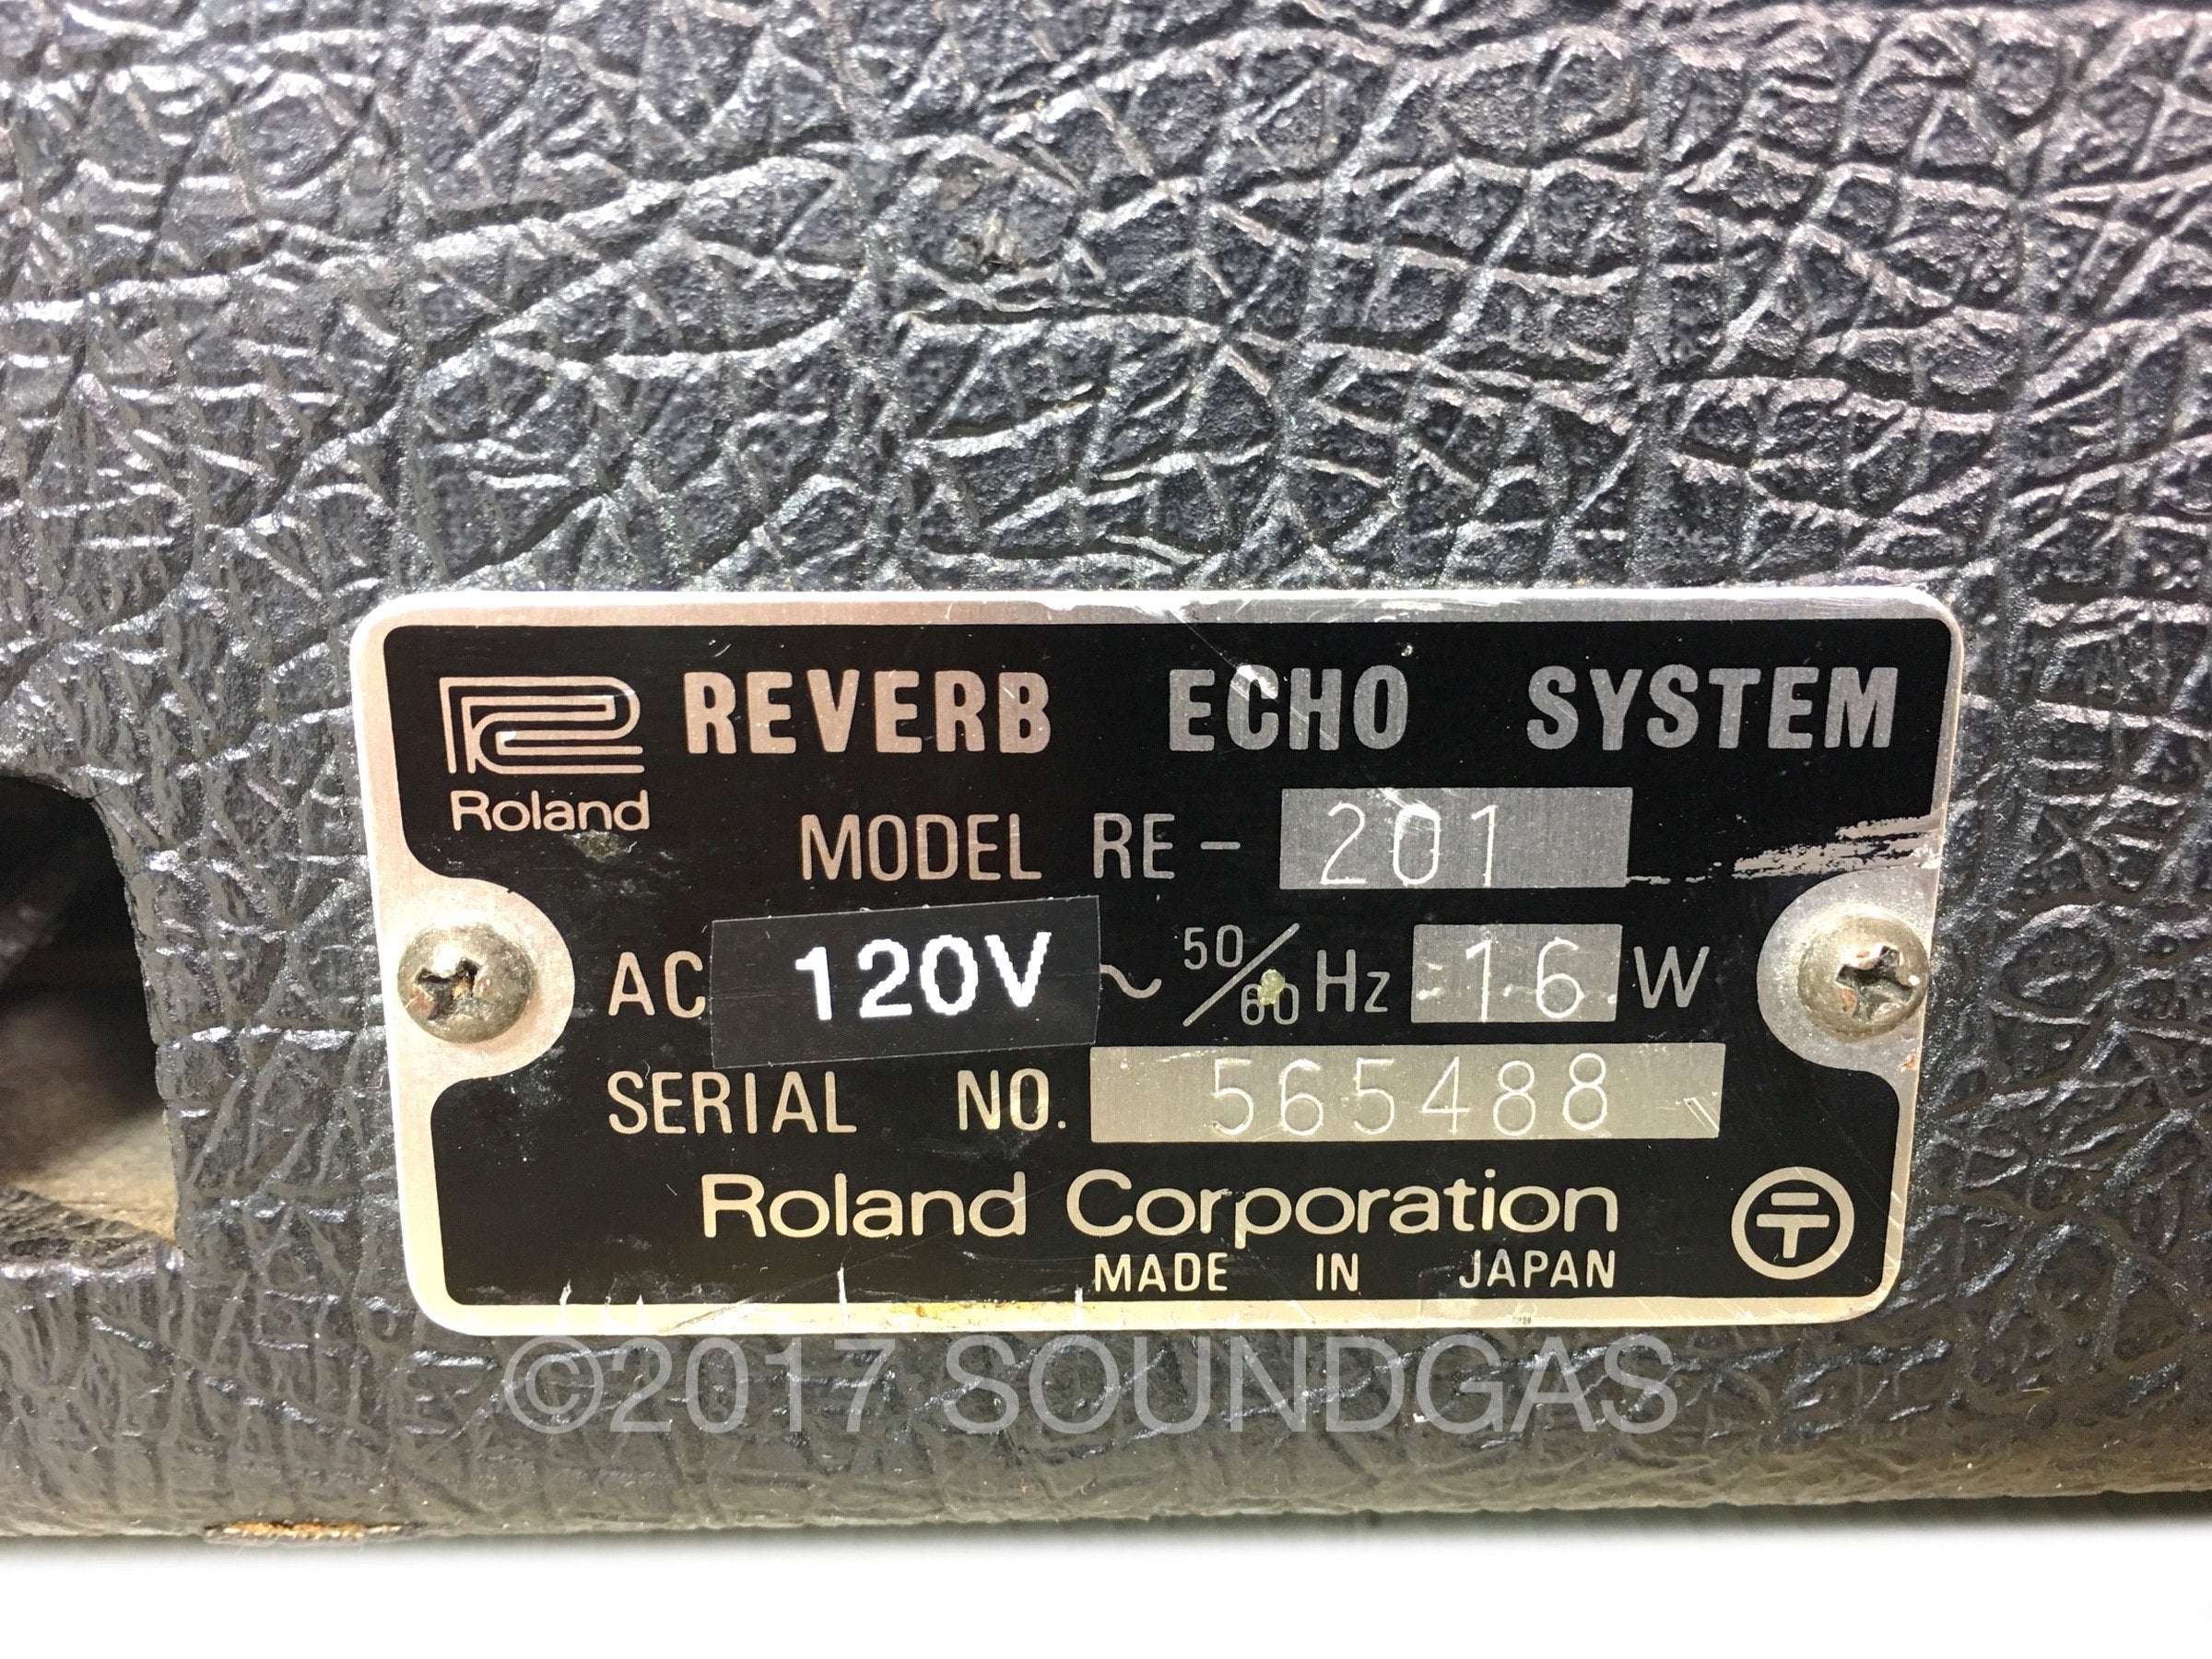 REVERB ECHO SYSTEM
Roland
MODEL RE-201
AC 120V ~ 50/60 Hz 16 W
SERIAL NO. 565488
Roland Corporation
MADE IN JAPAN
©2017 SOUNDGAS